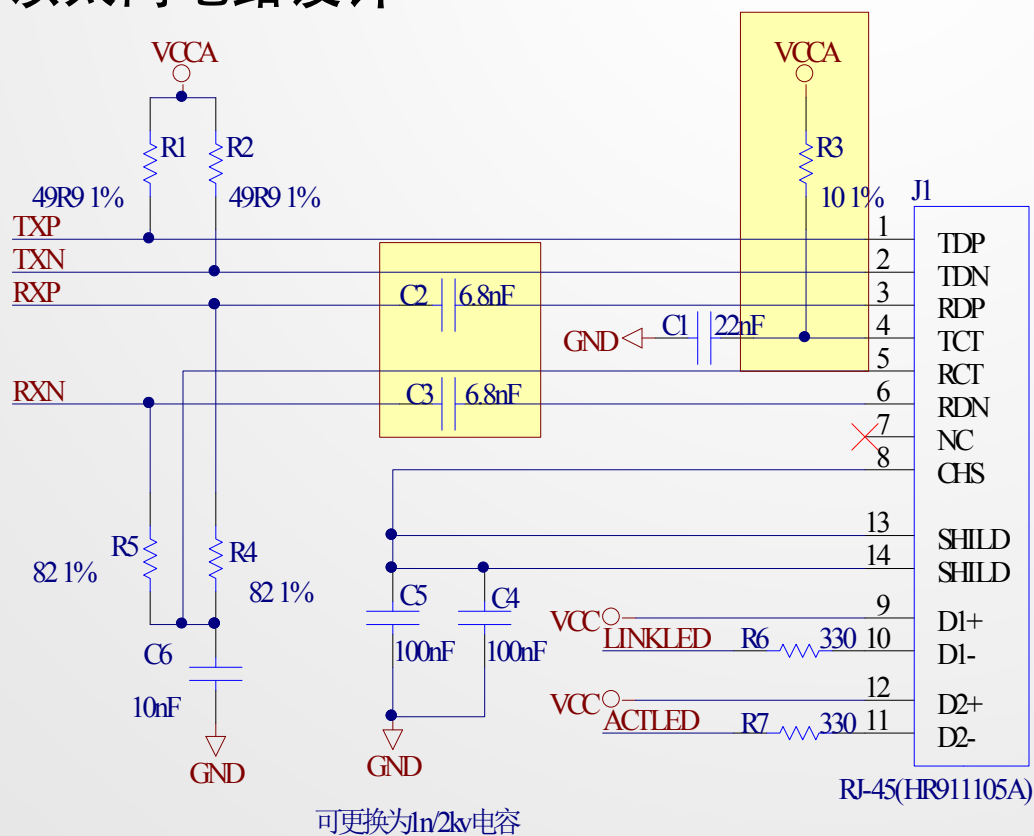 VCCA
VCCA
R1
R2
R3
49R9 1%
49R9 1%
10 1%
J1
TXP
1
TDP
TXN
2
TDN
RXP
C2
6.8nF
3
RDP
GND
C1
22nF
4
TCT
5
RCT
RXN
C3
6.8nF
6
RDN
7
NC
8
CHS
13
SHILD
R5
R4
14
SHILD
82 1%
82 1%
C5
C4
VCC
9
D1+
100nF
100nF
LINKLED
R6
330
10
D1-
C6
10nF
VCC
12
D2+
ACTLED
R7
330
11
D2-
GND
GND
RJ-45(HR911105A)
可更换为1n/2kv电容